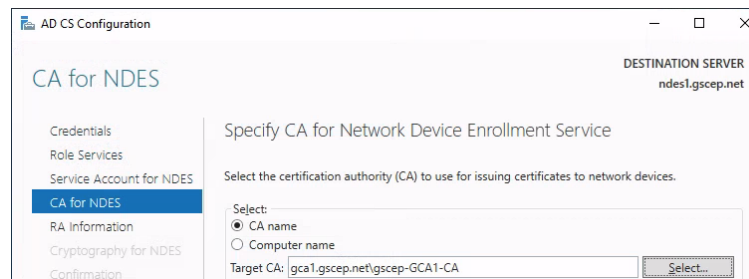 AD CS Configuration
DESTINATION SERVER
ndes1.gscep.net
CA for NDES
Credentials
Role Services
Service Account for NDES
CA for NDES
RA Information
Cryptography for NDES
Confirmation
Specify CA for Network Device Enrollment Service
Select the certification authority (CA) to use for issuing certificates to network devices.
Select:
CA name
Computer name
Target CA: gca1.gscep.net\gscep-GCA1-CA Select...